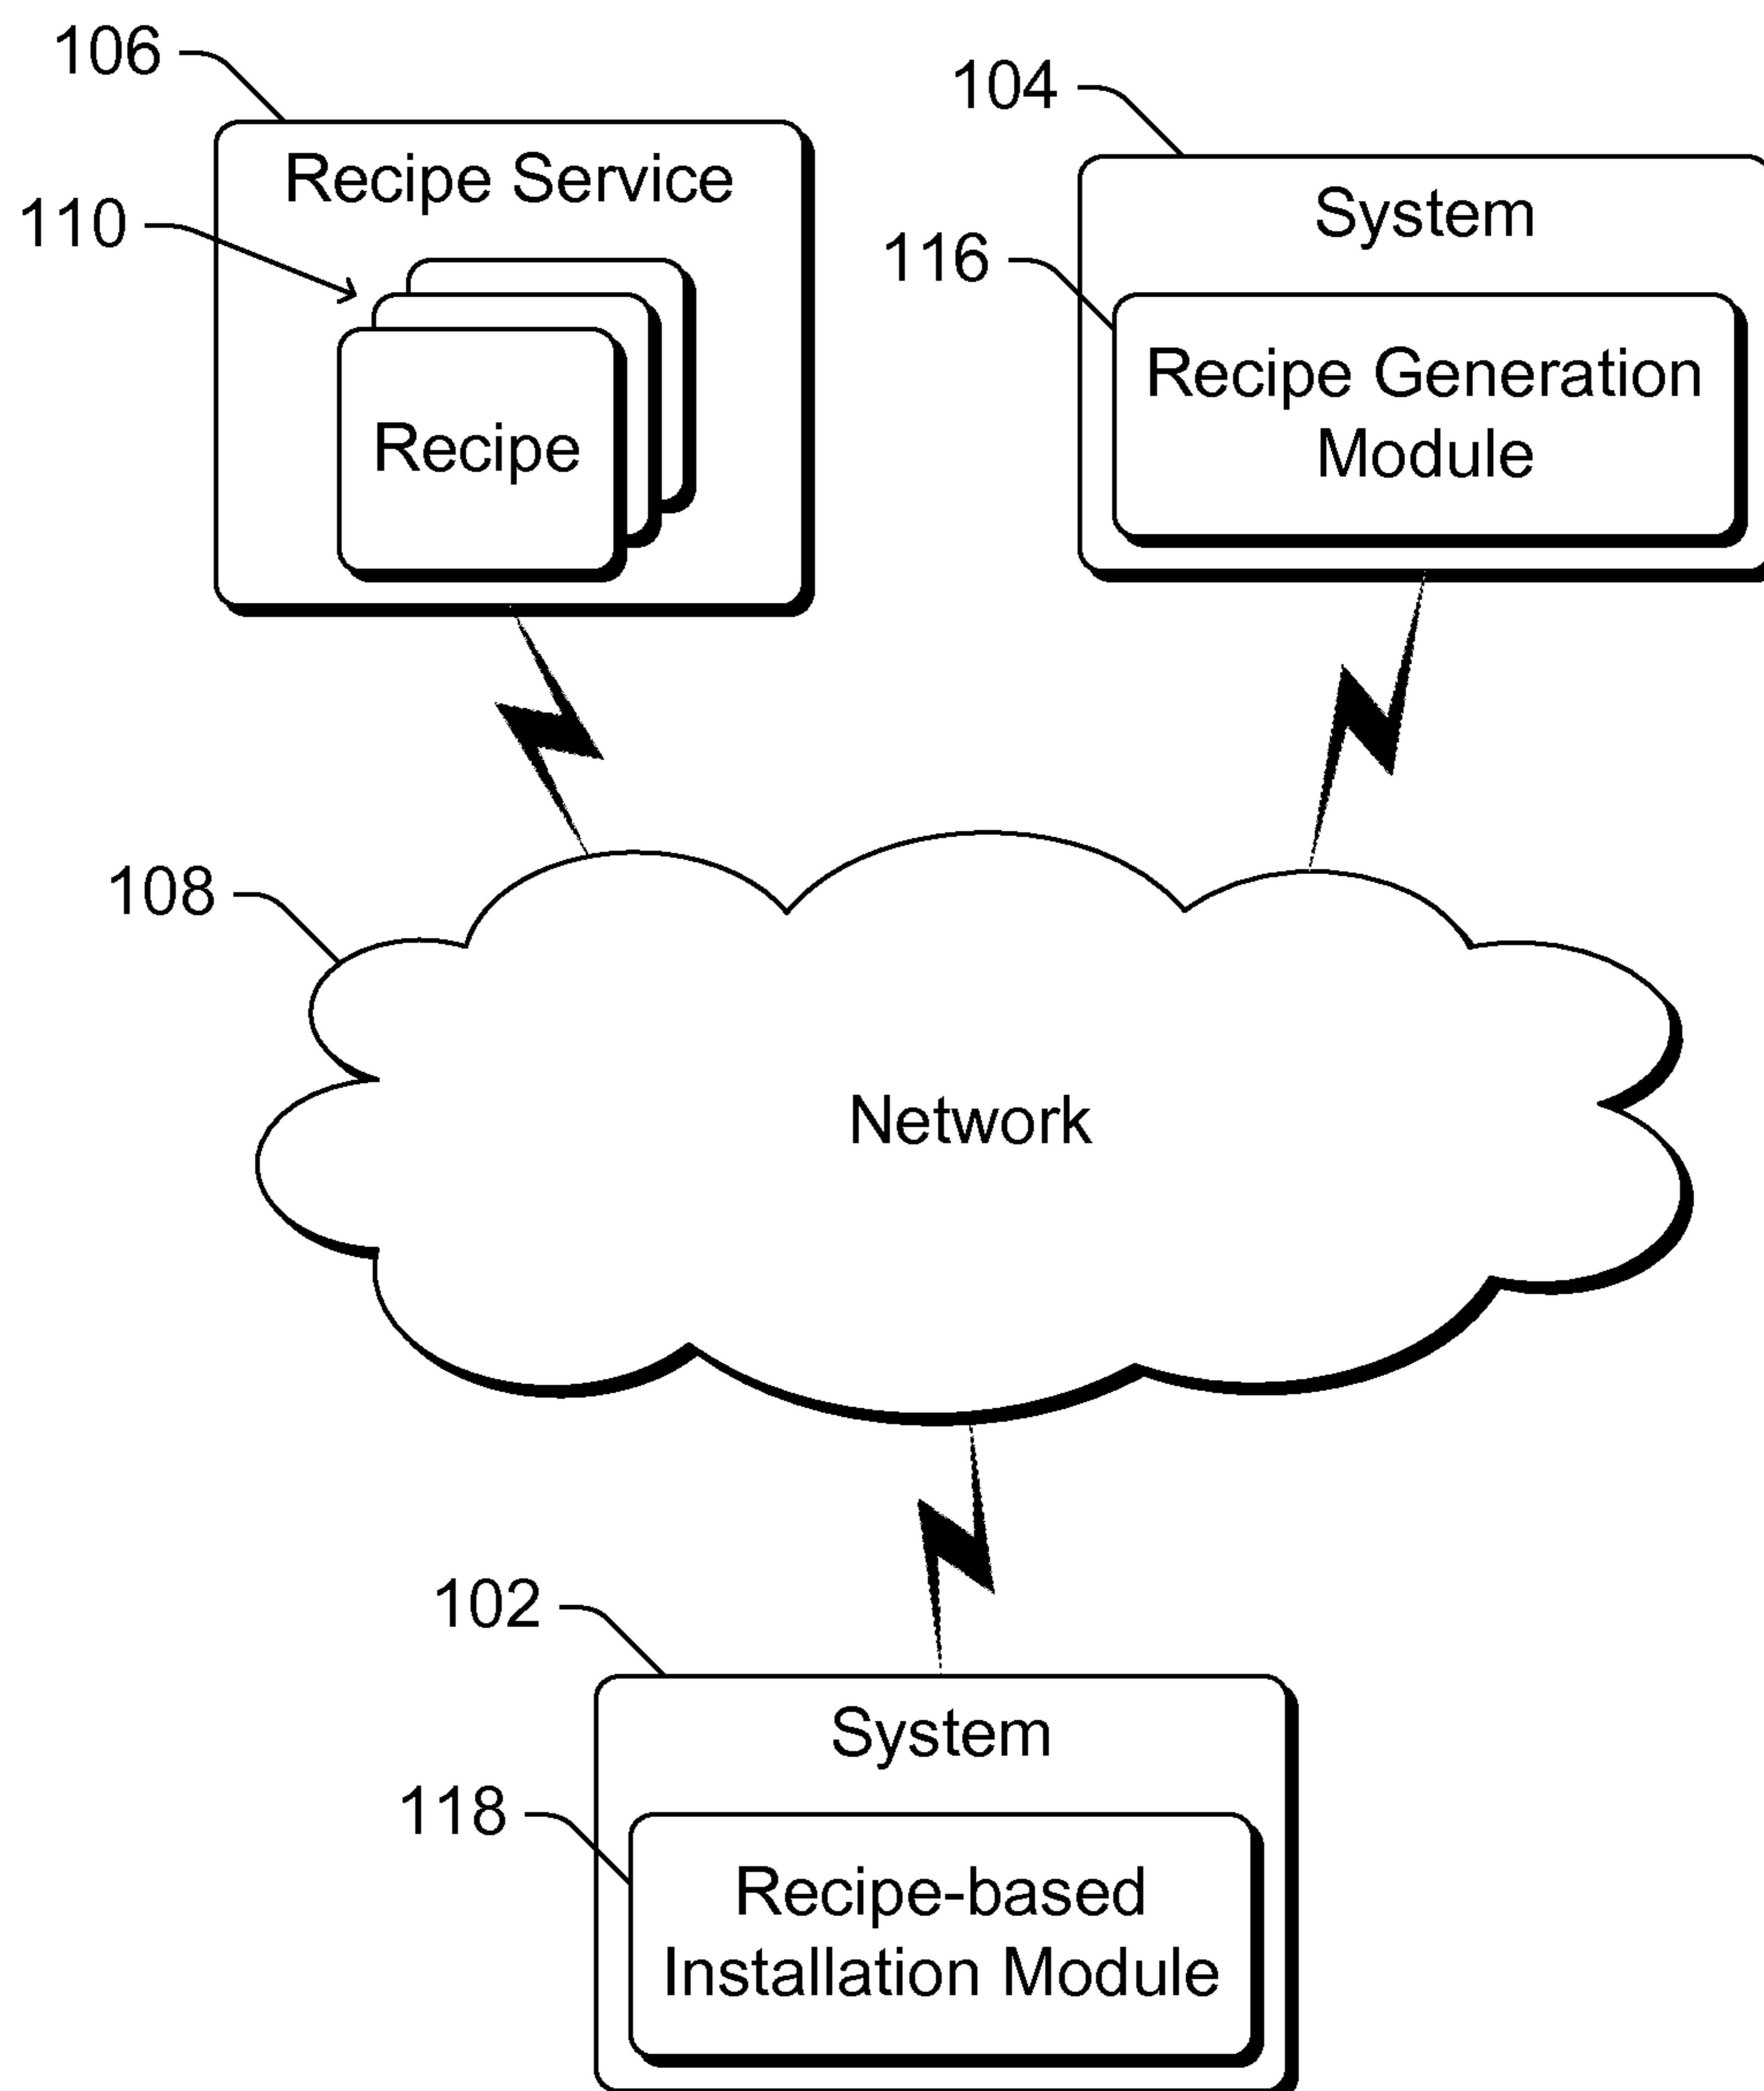 106
Recipe Service
110
Recipe
104
System
116
Recipe Generation
Module
108
Network
102
System
118
Recipe-based
Installation Module